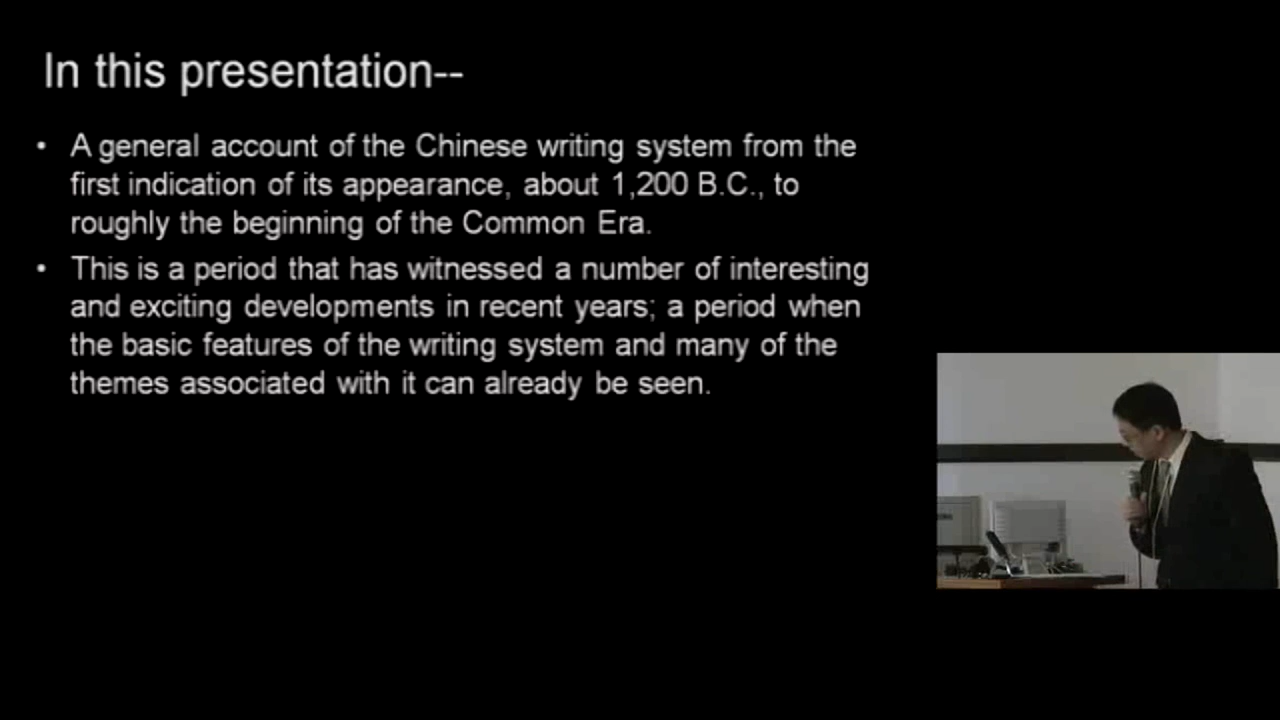 In this presentation--
• A general account of the Chinese writing system from the
first indication of its appearance, about 1,200 B.C., to
roughly the beginning of the Common Era.
• This is a period that has witnessed a number of interesting
and exciting developments in recent years; a period when
the basic features of the writing system and many of the
themes associated with it can already be seen.